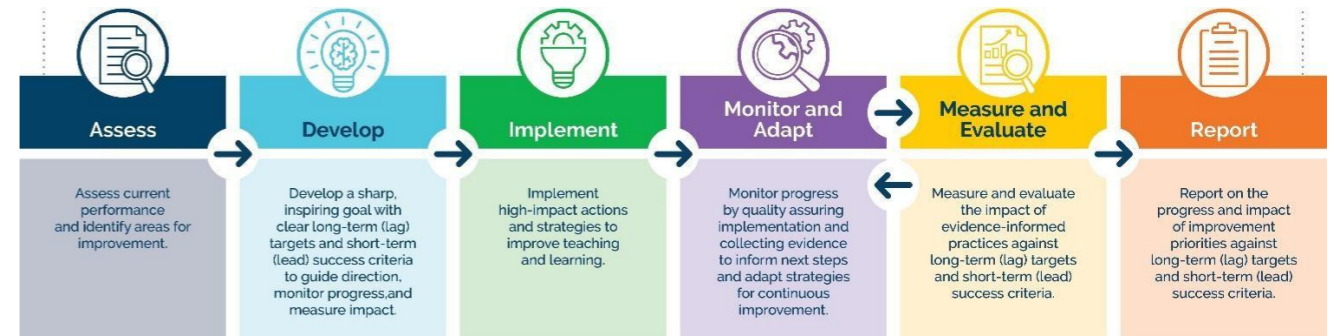 Assess
Assess current
performance
and identify areas for
improvement.
Develop
Develop a sharp,
inspiring goal with
clear long-term (lag)
targets and short-term
(lead) success criteria
to guide direction,
monitor progress,and
measure impact.
Implement
Implement
high-impact actions
and strategies to
improve teaching
and learning.
Monitor and
Adapt
Monitor progress
by quality assuring
implementation and
collecting evidence
to inform next steps
and adapt strategies
for continuous
improvement.
Measure and
Evaluate
Measure and evaluate
the impact of
evidence-informed
practices against
long-term (lag) targets
and short-term (lead)
success criteria.
Report
Report on the
progress and impact
of improvement
priorities against
long-term (lag) targets
and short-term (lead)
success criteria.